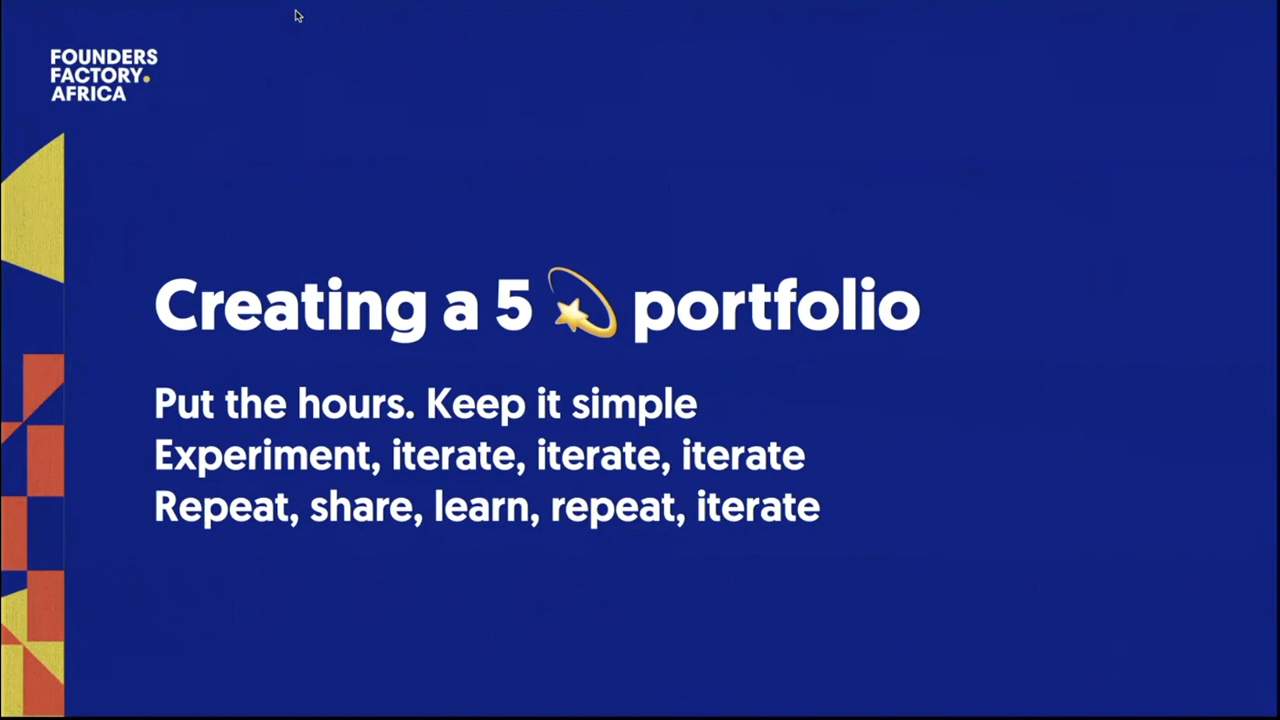 FOUNDERS
FACTORY.
AFRICA
Creating a 5 💫 portfolio
Put the hours. Keep it simple
Experiment, iterate, iterate, iterate
Repeat, share, learn, repeat, iterate